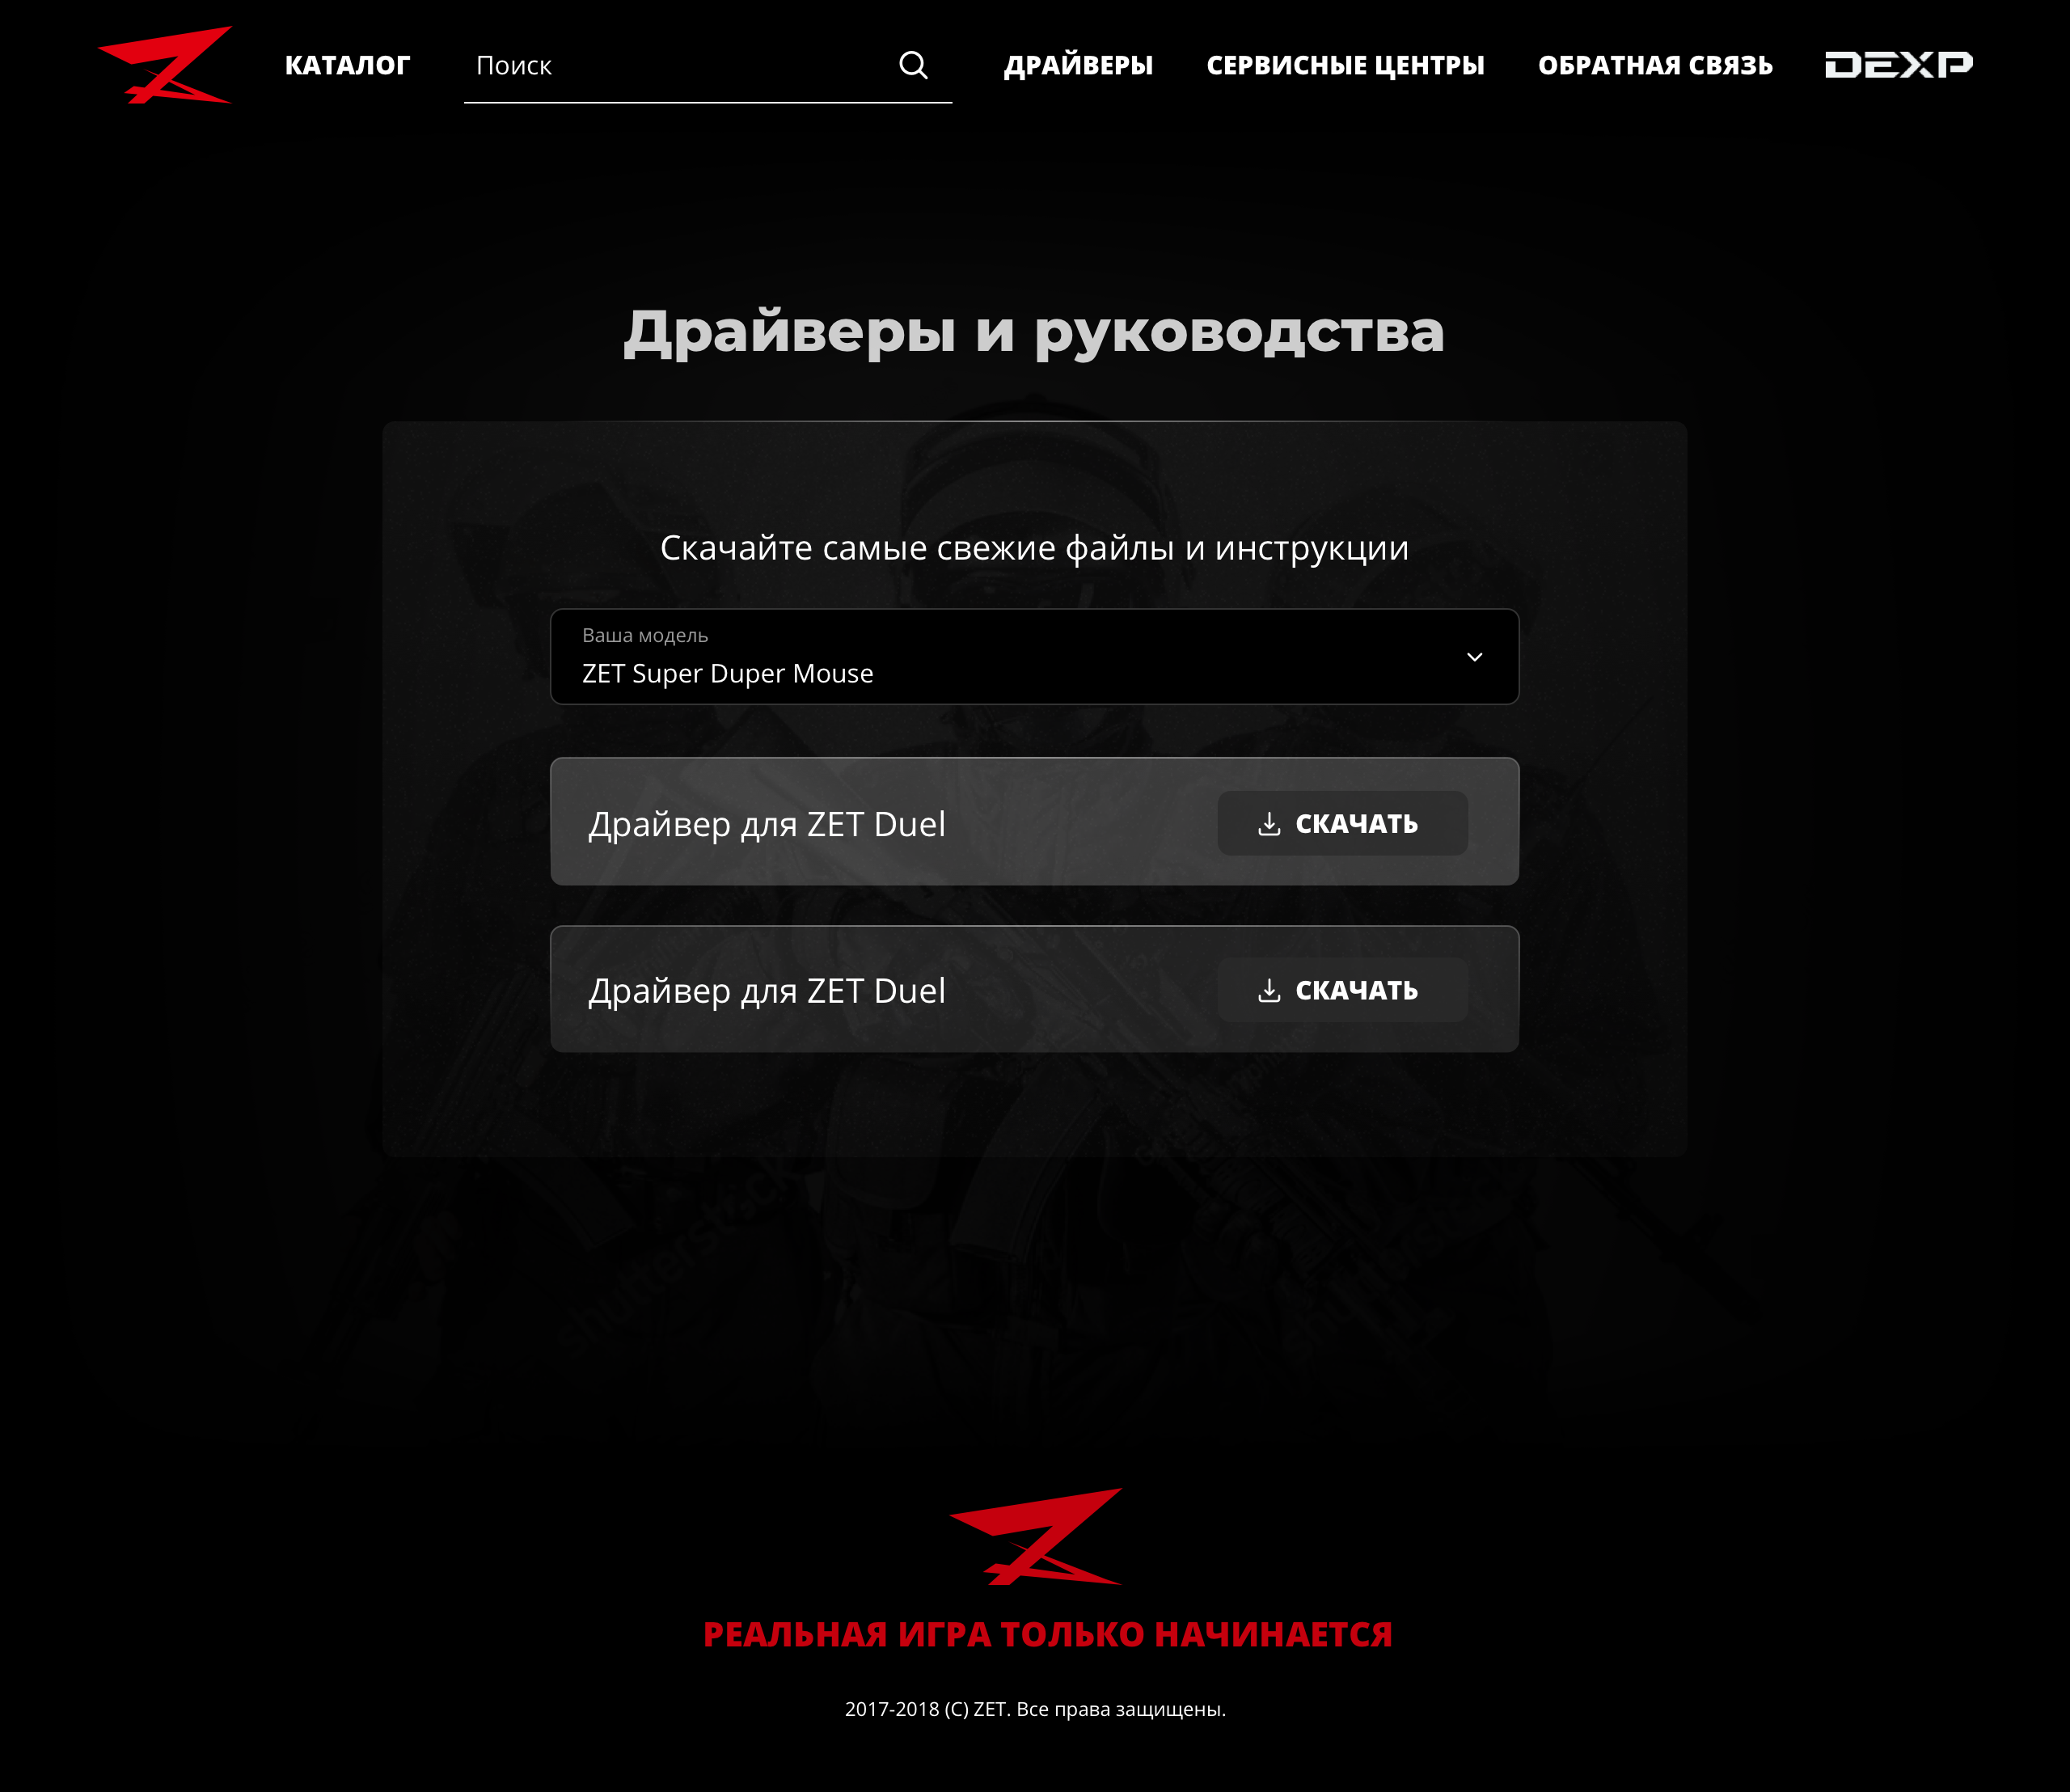 КАТАЛОГ
Поиск
ДРАЙВЕРЫ
СЕРВИСНЫЕ ЦЕНТРЫ
ОБРАТНАЯ СВЯЗЬ
DEXP
Драйверы и руководства
Скачайте самые свежие файлы и инструкции
Ваша модель
ZET Super Duper Mouse
Драйвер для ZET Duel
СКАЧАТЬ
Драйвер для ZET Duel
СКАЧАТЬ
shutterstock
РЕАЛЬНАЯ ИГРА ТОЛЬКО НАЧИНАЕТСЯ
2017-2018 (C) ZET. Все права защищены.